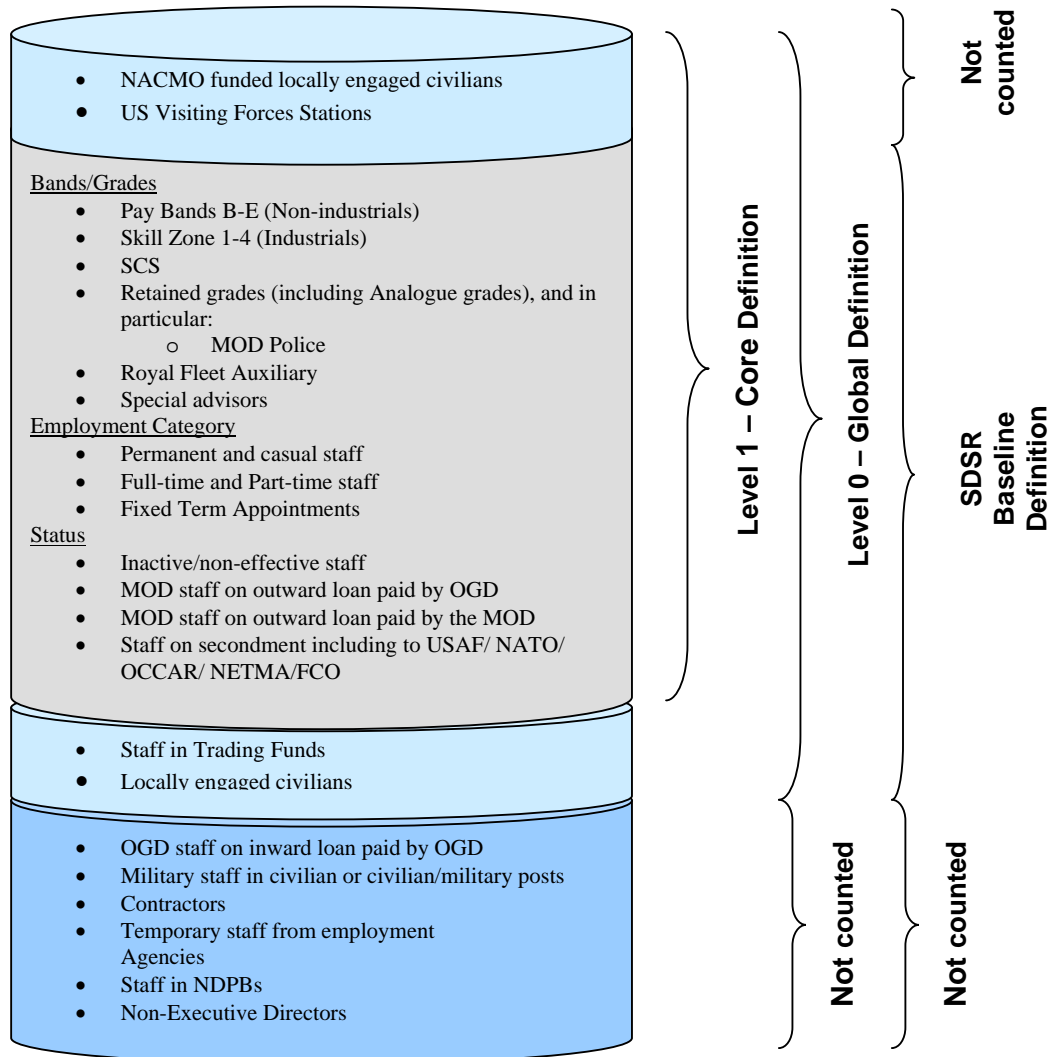 NACMO funded locally engaged civilians
US Visiting Forces Stations
Bands/Grades
Pay Bands B-E (Non-industrials)
Skill Zone 1-4 (Industrials)
SCS
Retained grades (including Analogue grades), and in
particular:
o MOD Police
Royal Fleet Auxiliary
Special advisors
Employment Category
Permanent and casual staff
Full-time and Part-time staff
Fixed Term Appointments
Status
Inactive/non-effective staff
MOD staff on outward loan paid by OGD
MOD staff on outward loan paid by the MOD
Staff on secondment including to USAF/ NATO/
OCCAR/ NETMA/FCO
Staff in Trading Funds
Locally engaged civilians
OGD staff on inward loan paid by OGD
Military staff in civilian or civilian/military posts
Contractors
Temporary staff from employment
Agencies
Staff in NDPBs
Non-Executive Directors
Level 1 – Core Definition
Level 0 – Global Definition
Not counted
Not
counted
SDSR
Baseline
Definition
Not counted